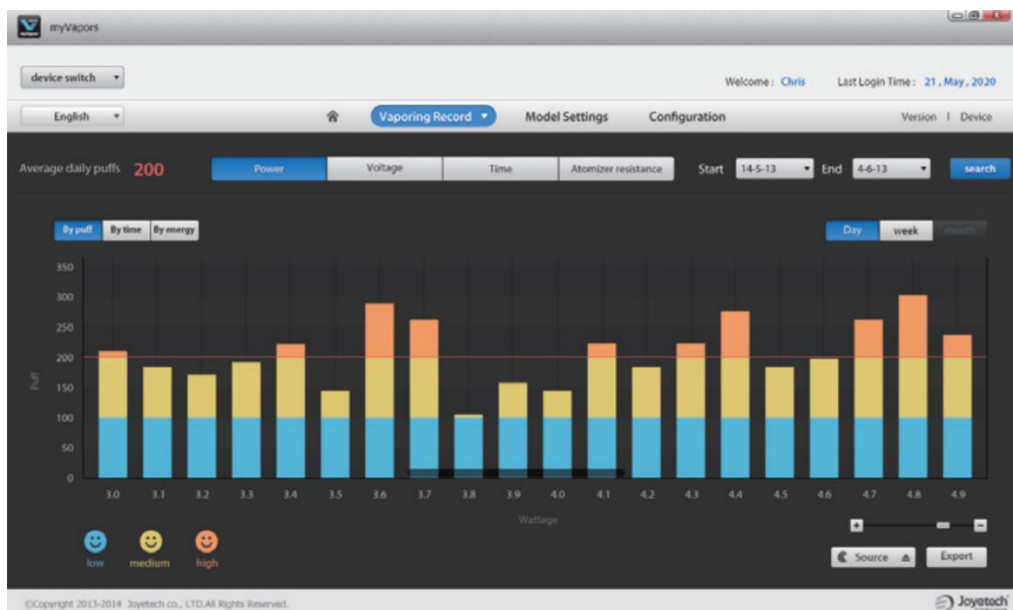 myVapors
device switch
Welcome : Chris Last Login Time : 21 , May , 2020
English Vaporing Record Model Settings Configuration Version | Device
Average daily puffs 200 Power Voltage Time Atomizer resistance Start 14-5-13 End 4-6-13 search
By puff By time By energy Day week month
350
300
250
200
150
100
50
0
Puff
3.0 3.1 3.2 3.3 3.4 3.5 3.6 3.7 3.8 3.9 4.0 4.1 4.2 4.3 4.4 4.5 4.6 4.7 4.8 4.9
Wattage
low medium high
Source Export
©Copyright 2013-2014 Joyetech co., LTD.All Rights Reserved.
Joyetech